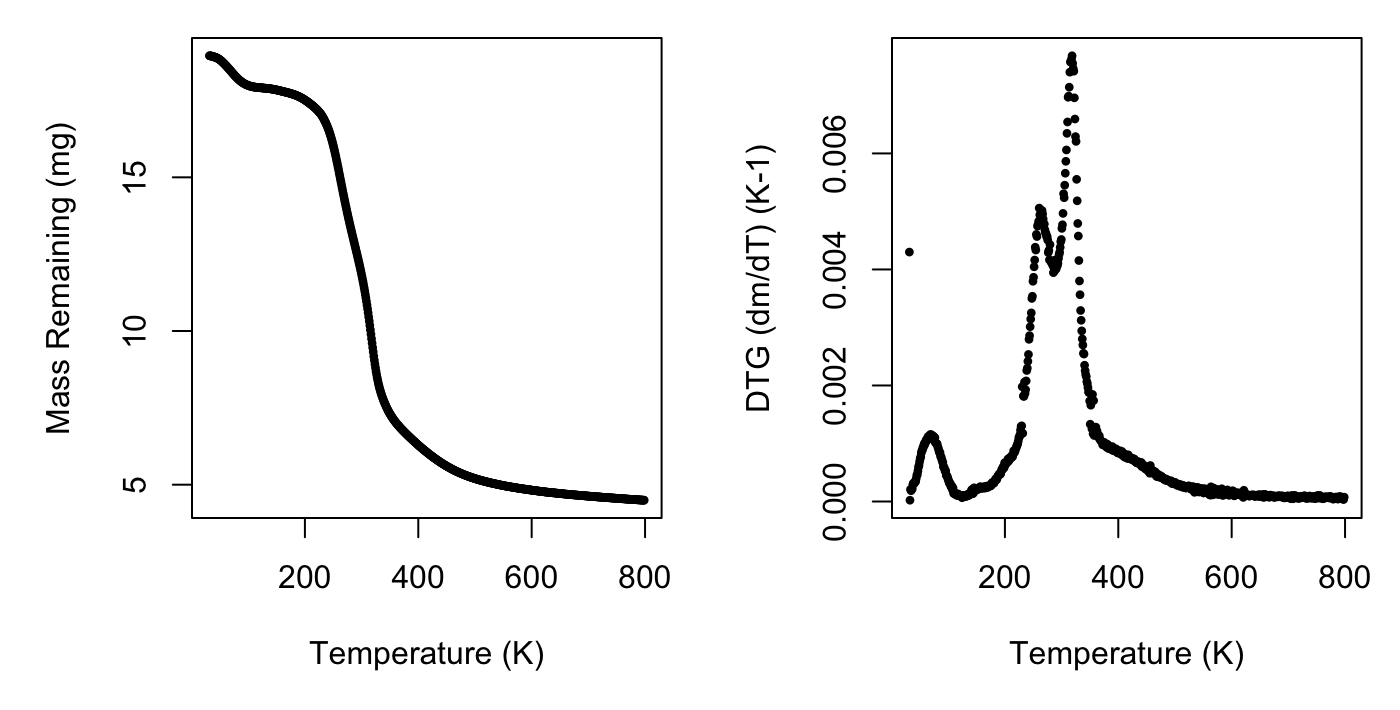 Mass Remaining (mg)
15
10
5
200 400 600 800
Temperature (K)
DTG (dm/dT) (K-1)
0.006
0.004
0.002
0.000
200 400 600 800
Temperature (K)